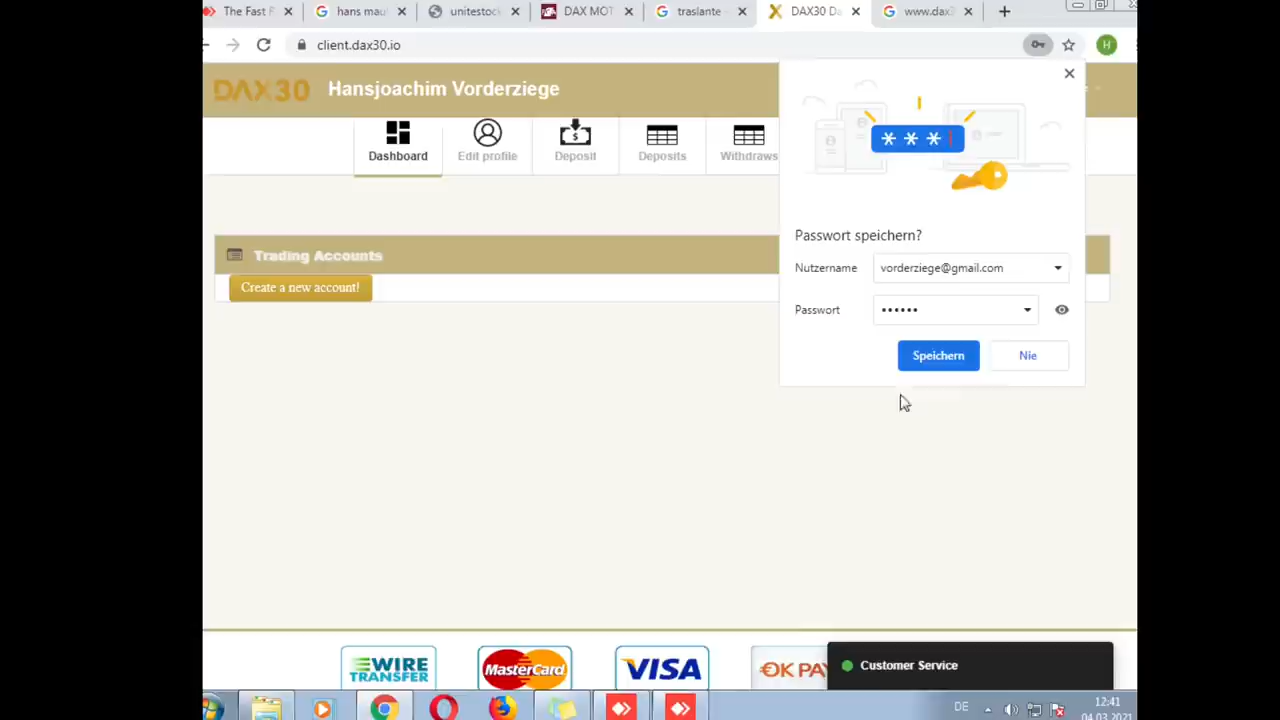 The Fast F
hans mau
unitestock
DAX MOT
traslante
DAX30 Da
www.dax3
client.dax30.io
H
DAX30
Hansjoachim Vorderziege
Dashboard
Edit profile
Deposit
Deposits
Withdraws
Passwort speichern?
Nutzername
vorderziege@gmail.com
Passwort
••••••
Speichern
Nie
Trading Accounts
Create a new account!
WIRE
TRANSFER
MasterCard
VISA
OK PAY
Customer Service
DE
12:41
04.03.2021